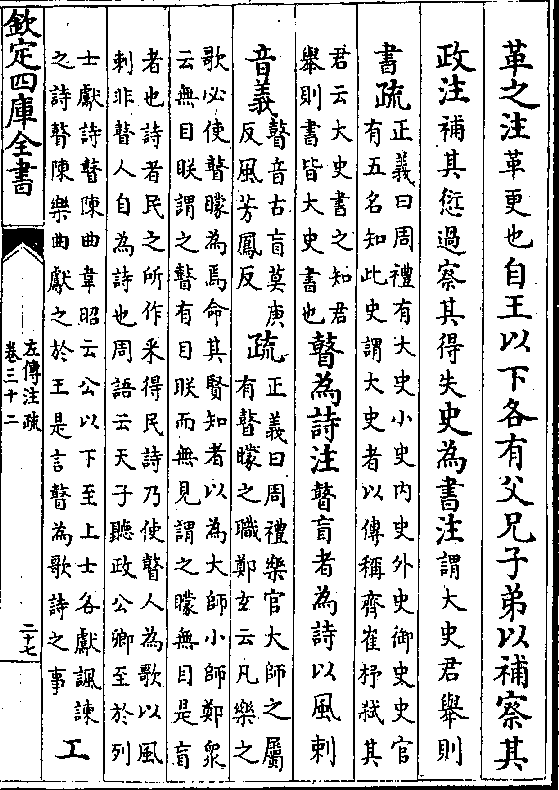 革之注革更也自王以下各有父兄子弟以補察其
政注補其愆過察其得失史為書注謂大史君舉則
書疏正義曰周禮有大史小史内史外史御史史官
有五名知此史謂大史者以傳稱齊崔杼弑其
君云大史書之知君
舉則書皆大史書也瞽為詩注瞽盲者為詩以風刺
音義瞽音古盲莫庚
反風芳鳳反疏正義曰周禮樂官大師之屬
有瞽矇之職鄭玄云凡樂之
歌必使瞽矇為焉命其賢知者以為大師小師鄭衆
云無目眹謂之瞽有目眹而無見謂之矇無目是盲
者也詩者民之所作采得民詩乃使瞽人為歌以風
刺非瞽人自為詩也周語云天子聽政公卿至於列
士獻詩瞽陳曲韋昭云公以下至上士各獻諷諫
之詩瞽陳樂曲獻之於王是言瞽為歌詩之事工
欽定四庫全書
左傳注疏
卷三十二
二十七